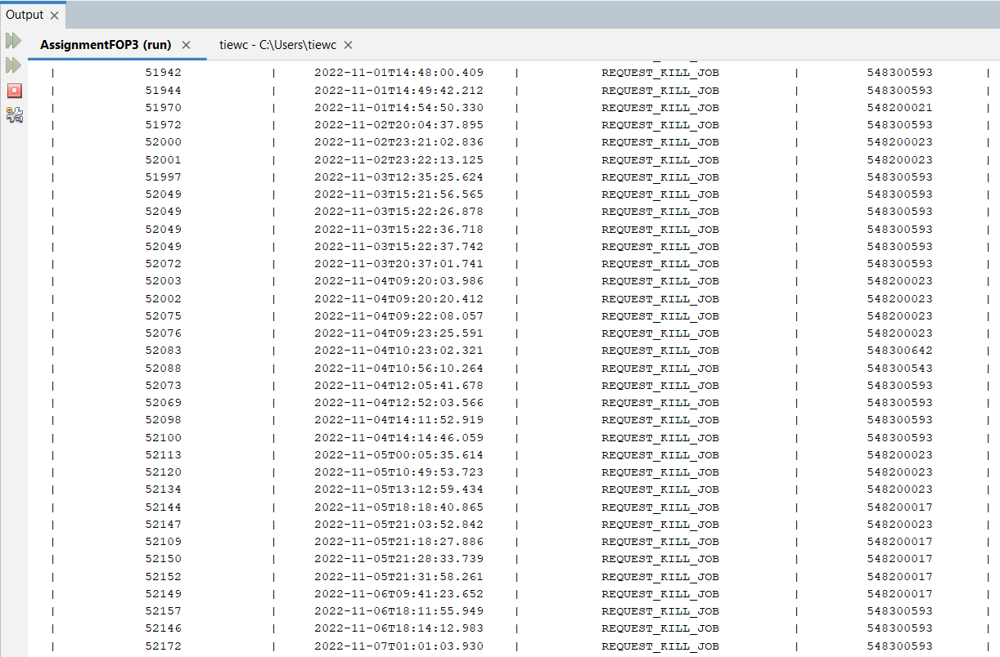 Output
AssignmentFOP3 (run) tiewc - C:\Users\tiewc
| 51942 | 2022-11-01T14:48:00.409 | REQUEST_KILL_JOB | 548300593 |
| 51944 | 2022-11-01T14:49:42.212 | REQUEST_KILL_JOB | 548300593 |
| 51970 | 2022-11-01T14:54:50.330 | REQUEST_KILL_JOB | 548200021 |
| 51972 | 2022-11-02T20:04:37.895 | REQUEST_KILL_JOB | 548300593 |
| 52000 | 2022-11-02T23:21:02.836 | REQUEST_KILL_JOB | 548200023 |
| 52001 | 2022-11-02T23:22:13.125 | REQUEST_KILL_JOB | 548200023 |
| 51997 | 2022-11-03T12:35:25.624 | REQUEST_KILL_JOB | 548300593 |
| 52049 | 2022-11-03T15:21:56.565 | REQUEST_KILL_JOB | 548300593 |
| 52049 | 2022-11-03T15:22:26.878 | REQUEST_KILL_JOB | 548300593 |
| 52049 | 2022-11-03T15:22:36.718 | REQUEST_KILL_JOB | 548300593 |
| 52049 | 2022-11-03T15:22:37.742 | REQUEST_KILL_JOB | 548300593 |
| 52072 | 2022-11-03T20:37:01.741 | REQUEST_KILL_JOB | 548300593 |
| 52003 | 2022-11-04T09:20:03.986 | REQUEST_KILL_JOB | 548200023 |
| 52002 | 2022-11-04T09:20:20.412 | REQUEST_KILL_JOB | 548200023 |
| 52075 | 2022-11-04T09:22:08.057 | REQUEST_KILL_JOB | 548200023 |
| 52076 | 2022-11-04T09:23:25.591 | REQUEST_KILL_JOB | 548200023 |
| 52083 | 2022-11-04T10:23:02.321 | REQUEST_KILL_JOB | 548300642 |
| 52088 | 2022-11-04T10:56:10.264 | REQUEST_KILL_JOB | 548300543 |
| 52073 | 2022-11-04T12:05:41.678 | REQUEST_KILL_JOB | 548300593 |
| 52069 | 2022-11-04T12:52:03.566 | REQUEST_KILL_JOB | 548300593 |
| 52098 | 2022-11-04T14:11:52.919 | REQUEST_KILL_JOB | 548300593 |
| 52100 | 2022-11-04T14:14:46.059 | REQUEST_KILL_JOB | 548300593 |
| 52113 | 2022-11-05T00:05:35.614 | REQUEST_KILL_JOB | 548200023 |
| 52120 | 2022-11-05T10:49:53.723 | REQUEST_KILL_JOB | 548200023 |
| 52134 | 2022-11-05T13:12:59.434 | REQUEST_KILL_JOB | 548200023 |
| 52144 | 2022-11-05T18:18:40.865 | REQUEST_KILL_JOB | 548200017 |
| 52147 | 2022-11-05T21:03:52.842 | REQUEST_KILL_JOB | 548200023 |
| 52109 | 2022-11-05T21:18:27.886 | REQUEST_KILL_JOB | 548200017 |
| 52150 | 2022-11-05T21:28:33.739 | REQUEST_KILL_JOB | 548200017 |
| 52152 | 2022-11-05T21:31:58.261 | REQUEST_KILL_JOB | 548200017 |
| 52149 | 2022-11-06T09:41:23.652 | REQUEST_KILL_JOB | 548200017 |
| 52157 | 2022-11-06T18:11:55.949 | REQUEST_KILL_JOB | 548300593 |
| 52146 | 2022-11-06T18:14:12.983 | REQUEST_KILL_JOB | 548300593 |
| 52172 | 2022-11-07T01:01:03.930 | REQUEST_KILL_JOB | 548300593 |